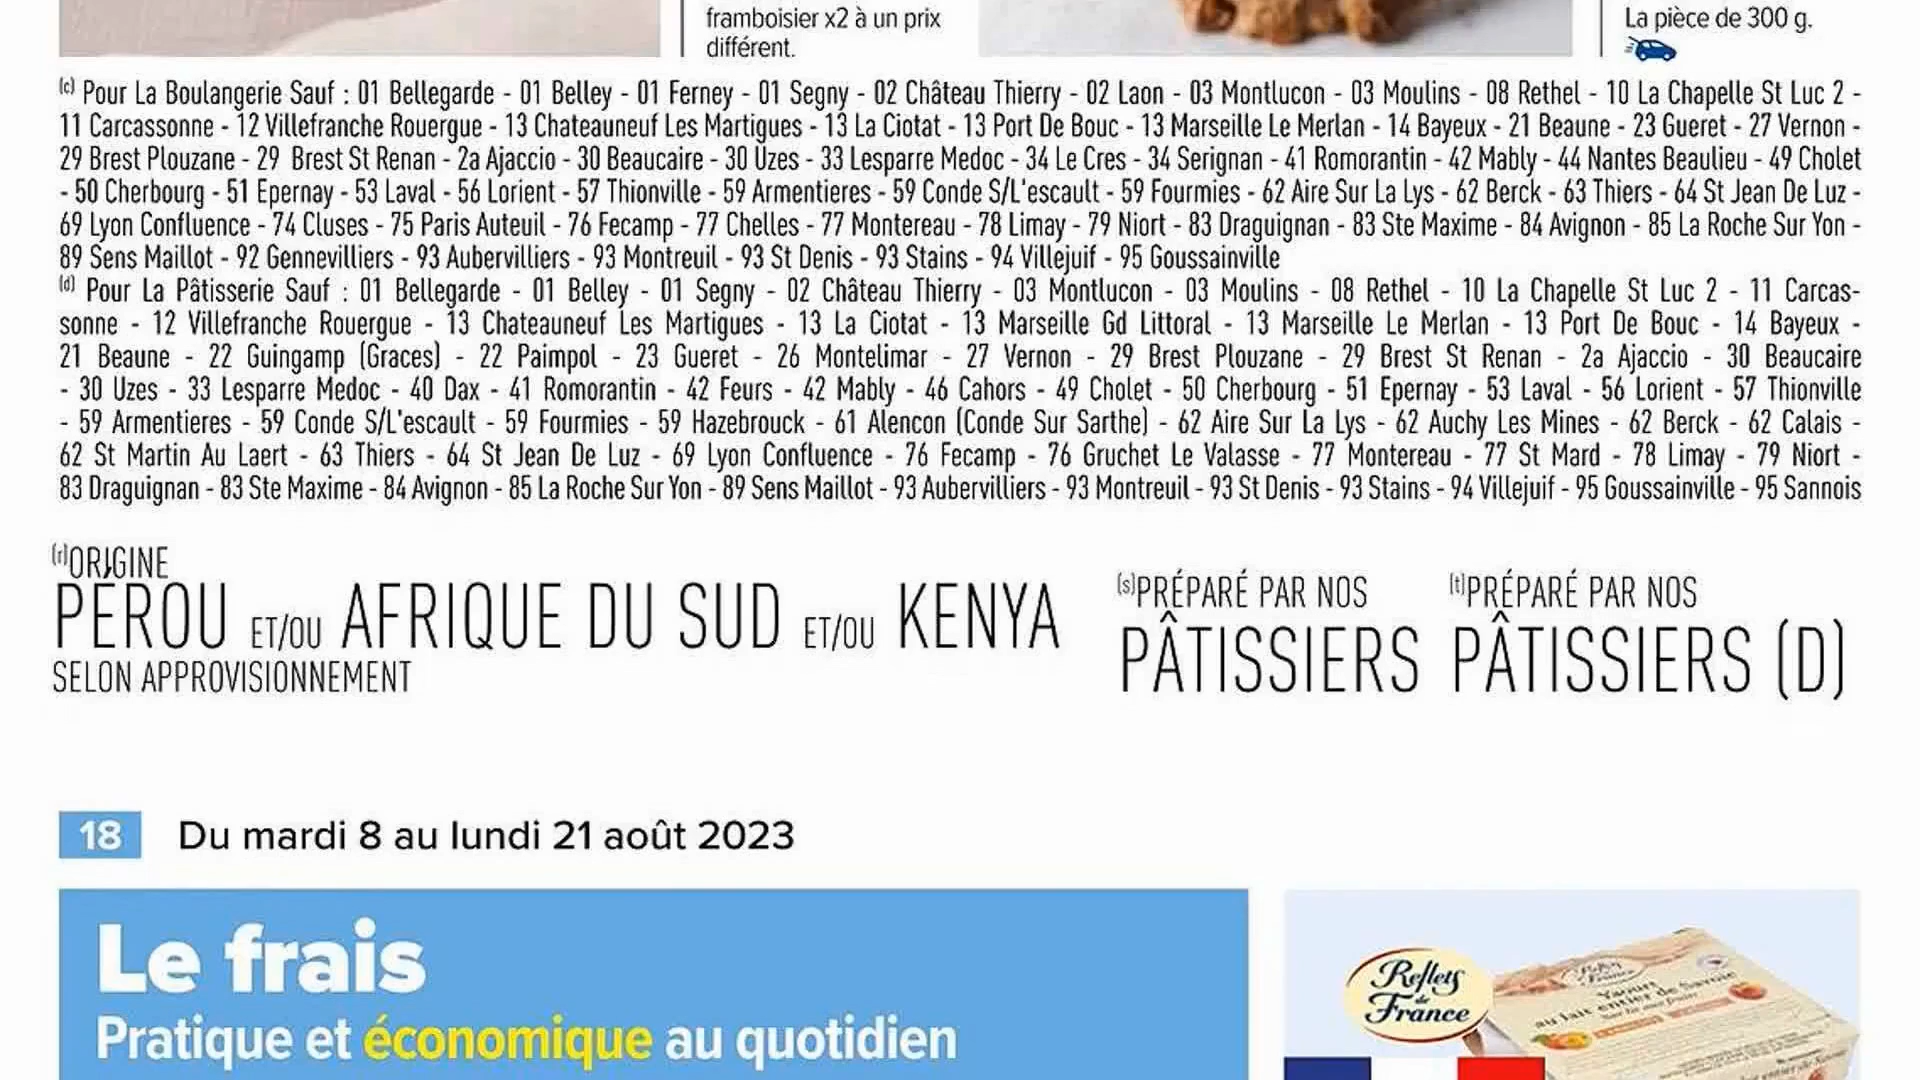 framboisier x2 à un prix
différent.
La pièce de 300 g.
(c) Pour La Boulangerie Sauf : 01 Bellegarde - 01 Belley - 01 Ferney - 01 Segny - 02 Château Thierry - 02 Laon - 03 Montlucon - 03 Moulins - 08 Rethel - 10 La Chapelle St Luc 2 -
11 Carcassonne - 12 Villefranche Rouergue - 13 Chateauneuf Les Martigues - 13 La Ciotat - 13 Port De Bouc - 13 Marseille Le Merlan - 14 Bayeux - 21 Beaune - 23 Gueret - 27 Vernon -
29 Brest Plouzane - 29 Brest St Renan - 2a Ajaccio - 30 Beaucaire - 30 Uzes - 33 Lesparre Medoc - 34 Le Cres - 34 Serignan - 41 Romorantin - 42 Mably - 44 Nantes Beaulieu - 49 Cholet
- 50 Cherbourg - 51 Epernay - 53 Laval - 56 Lorient - 57 Thionville - 59 Armentieres - 59 Conde S/L'escault - 59 Fourmies - 62 Aire Sur La Lys - 62 Berck - 63 Thiers - 64 St Jean De Luz -
69 Lyon Confluence - 74 Cluses - 75 Paris Auteuil - 76 Fecamp - 77 Chelles - 77 Montereau - 78 Limay - 79 Niort - 83 Draguignan - 83 Ste Maxime - 84 Avignon - 85 La Roche Sur Yon -
89 Sens Maillot - 92 Gennevilliers - 93 Aubervilliers - 93 Montreuil - 93 St Denis - 93 Stains - 94 Villejuif - 95 Goussainville
(d) Pour La Pâtisserie Sauf : 01 Bellegarde - 01 Belley - 01 Segny - 02 Château Thierry - 03 Montlucon - 03 Moulins - 08 Rethel - 10 La Chapelle St Luc 2 - 11 Carcas-
sonne - 12 Villefranche Rouergue - 13 Chateauneuf Les Martigues - 13 La Ciotat - 13 Marseille Gd Littoral - 13 Marseille Le Merlan - 13 Port De Bouc - 14 Bayeux -
21 Beaune - 22 Guingamp (Graces) - 22 Paimpol - 23 Gueret - 26 Montelimar - 27 Vernon - 29 Brest Plouzane - 29 Brest St Renan - 2a Ajaccio - 30 Beaucaire
- 30 Uzes - 33 Lesparre Medoc - 40 Dax - 41 Romorantin - 42 Feurs - 42 Mably - 46 Cahors - 49 Cholet - 50 Cherbourg - 51 Epernay - 53 Laval - 56 Lorient - 57 Thionville
- 59 Armentieres - 59 Conde S/L'escault - 59 Fourmies - 59 Hazebrouck - 61 Alencon (Conde Sur Sarthe) - 62 Aire Sur La Lys - 62 Auchy Les Mines - 62 Berck - 62 Calais -
62 St Martin Au Laert - 63 Thiers - 64 St Jean De Luz - 69 Lyon Confluence - 76 Fecamp - 76 Gruchet Le Valasse - 77 Montereau - 77 St Mard - 78 Limay - 79 Niort -
83 Draguignan - 83 Ste Maxime - 84 Avignon - 85 La Roche Sur Yon - 89 Sens Maillot - 93 Aubervilliers - 93 Montreuil - 93 St Denis - 93 Stains - 94 Villejuif - 95 Goussainville - 95 Sannois
(r)ORIGINE
PÉROU ET/OU AFRIQUE DU SUD ET/OU KENYA
SELON APPROVISIONNEMENT
(s)PRÉPARÉ PAR NOS
PÂTISSIERS
(t)PRÉPARÉ PAR NOS
PÂTISSIERS (D)
18 Du mardi 8 au lundi 21 août 2023
Le frais
Pratique et économique au quotidien
Reflets
de
France
Yaourt
au lait entier de Savoie